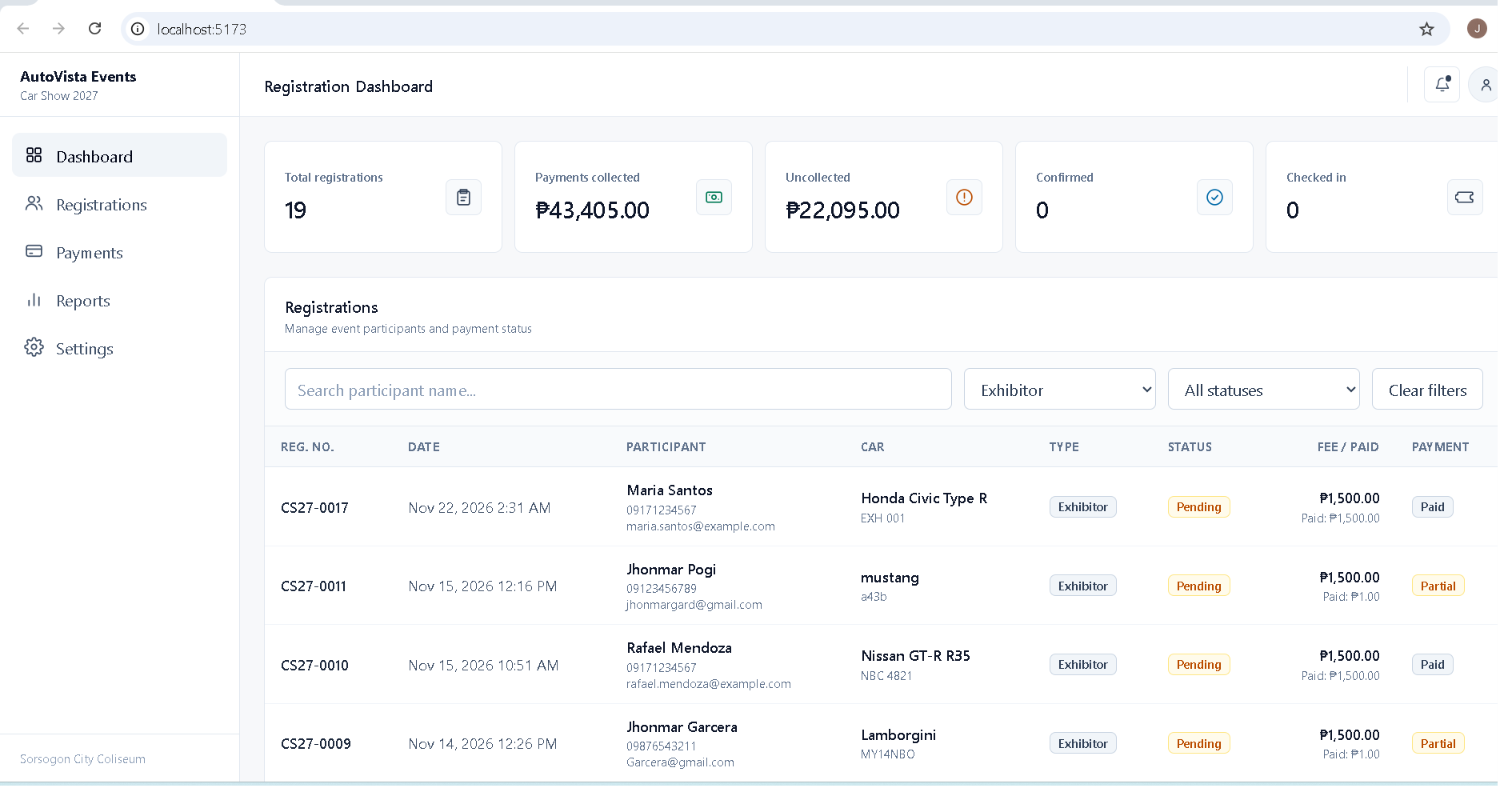 localhost:5173
J
AutoVista Events
Car Show 2027
Registration Dashboard
Dashboard
Registrations
Payments
Reports
Settings
Sorsogon City Coliseum
Total registrations
19
Payments collected
₱43,405.00
Uncollected
₱22,095.00
Confirmed
0
Checked in
0
Registrations
Manage event participants and payment status
Search participant name... Exhibitor All statuses Clear filters
REG. NO. DATE PARTICIPANT CAR TYPE STATUS FEE / PAID PAYMENT
CS27-0017 Nov 22, 2026 2:31 AM
Maria Santos
09171234567
maria.santos@example.com
Honda Civic Type R
EXH 001
Exhibitor Pending
₱1,500.00
Paid: ₱1,500.00
Paid
CS27-0011 Nov 15, 2026 12:16 PM
Jhonmar Pogi
09123456789
jhonmargard@gmail.com
mustang
a43b
Exhibitor Pending
₱1,500.00
Paid: ₱1.00
Partial
CS27-0010 Nov 15, 2026 10:51 AM
Rafael Mendoza
09171234567
rafael.mendoza@example.com
Nissan GT-R R35
NBC 4821
Exhibitor Pending
₱1,500.00
Paid: ₱1,500.00
Paid
CS27-0009 Nov 14, 2026 12:26 PM
Jhonmar Garcera
09876543211
Garcera@gmail.com
Lamborgini
MY14NBO
Exhibitor Pending
₱1,500.00
Paid: ₱1.00
Partial